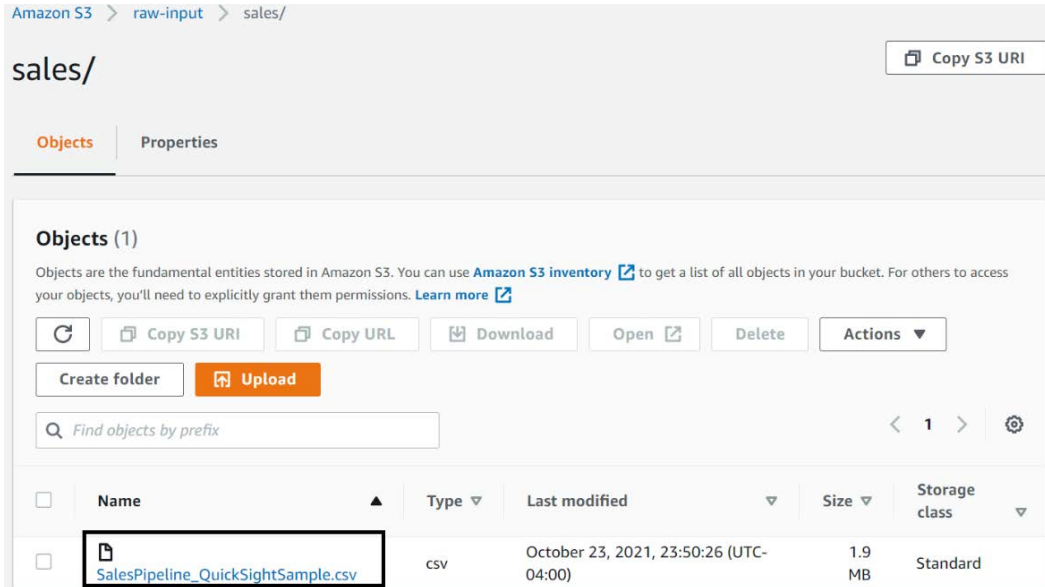 Amazon S3 > raw-input > sales/
sales/
Copy S3 URI
Objects
Properties
Objects (1)
Objects are the fundamental entities stored in Amazon S3. You can use Amazon S3 inventory to get a list of all objects in your bucket. For others to access
your objects, you'll need to explicitly grant them permissions. Learn more
Copy S3 URI Copy URL Download Open Delete Actions
Create folder Upload
Find objects by prefix
< 1 >
Name Type Last modified Size Storage
class
SalesPipeline_QuickSightSample.csv csv October 23, 2021, 23:50:26 (UTC-
04:00) 1.9
MB Standard